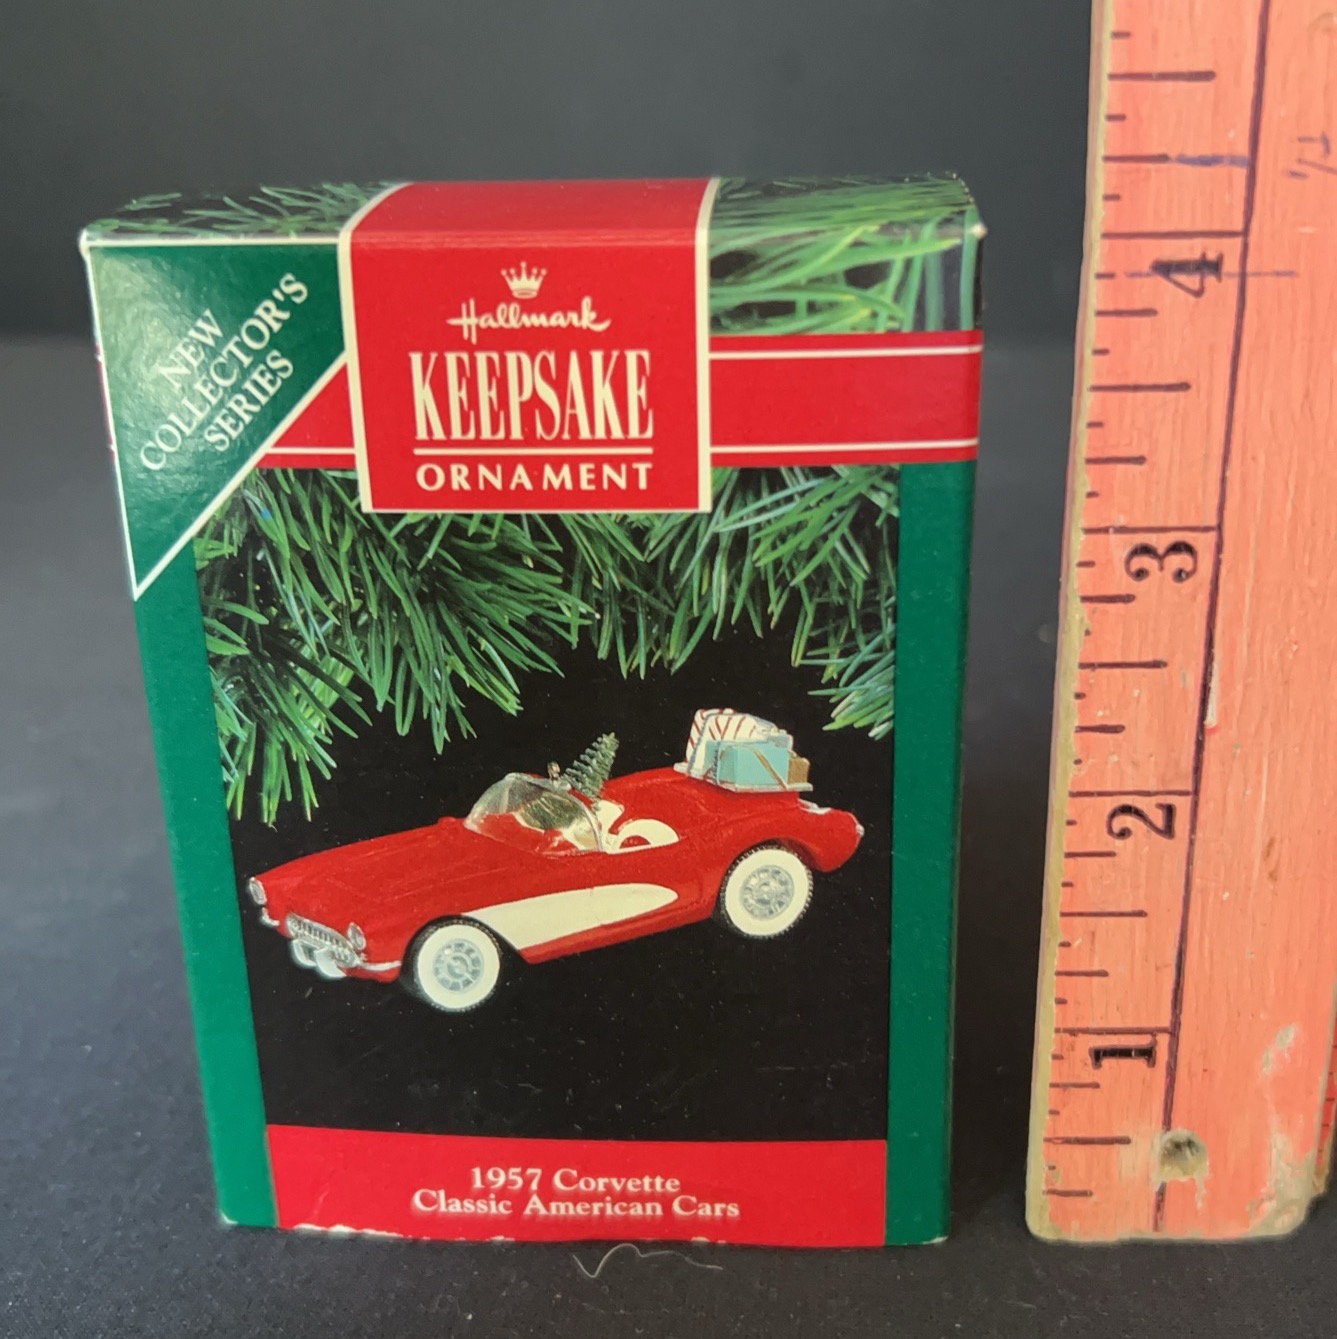 NEW
COLLECTOR'S
SERIES
Hallmark
KEEPSAKE
ORNAMENT
1957 Corvette
Classic American Cars
4
3
2
1